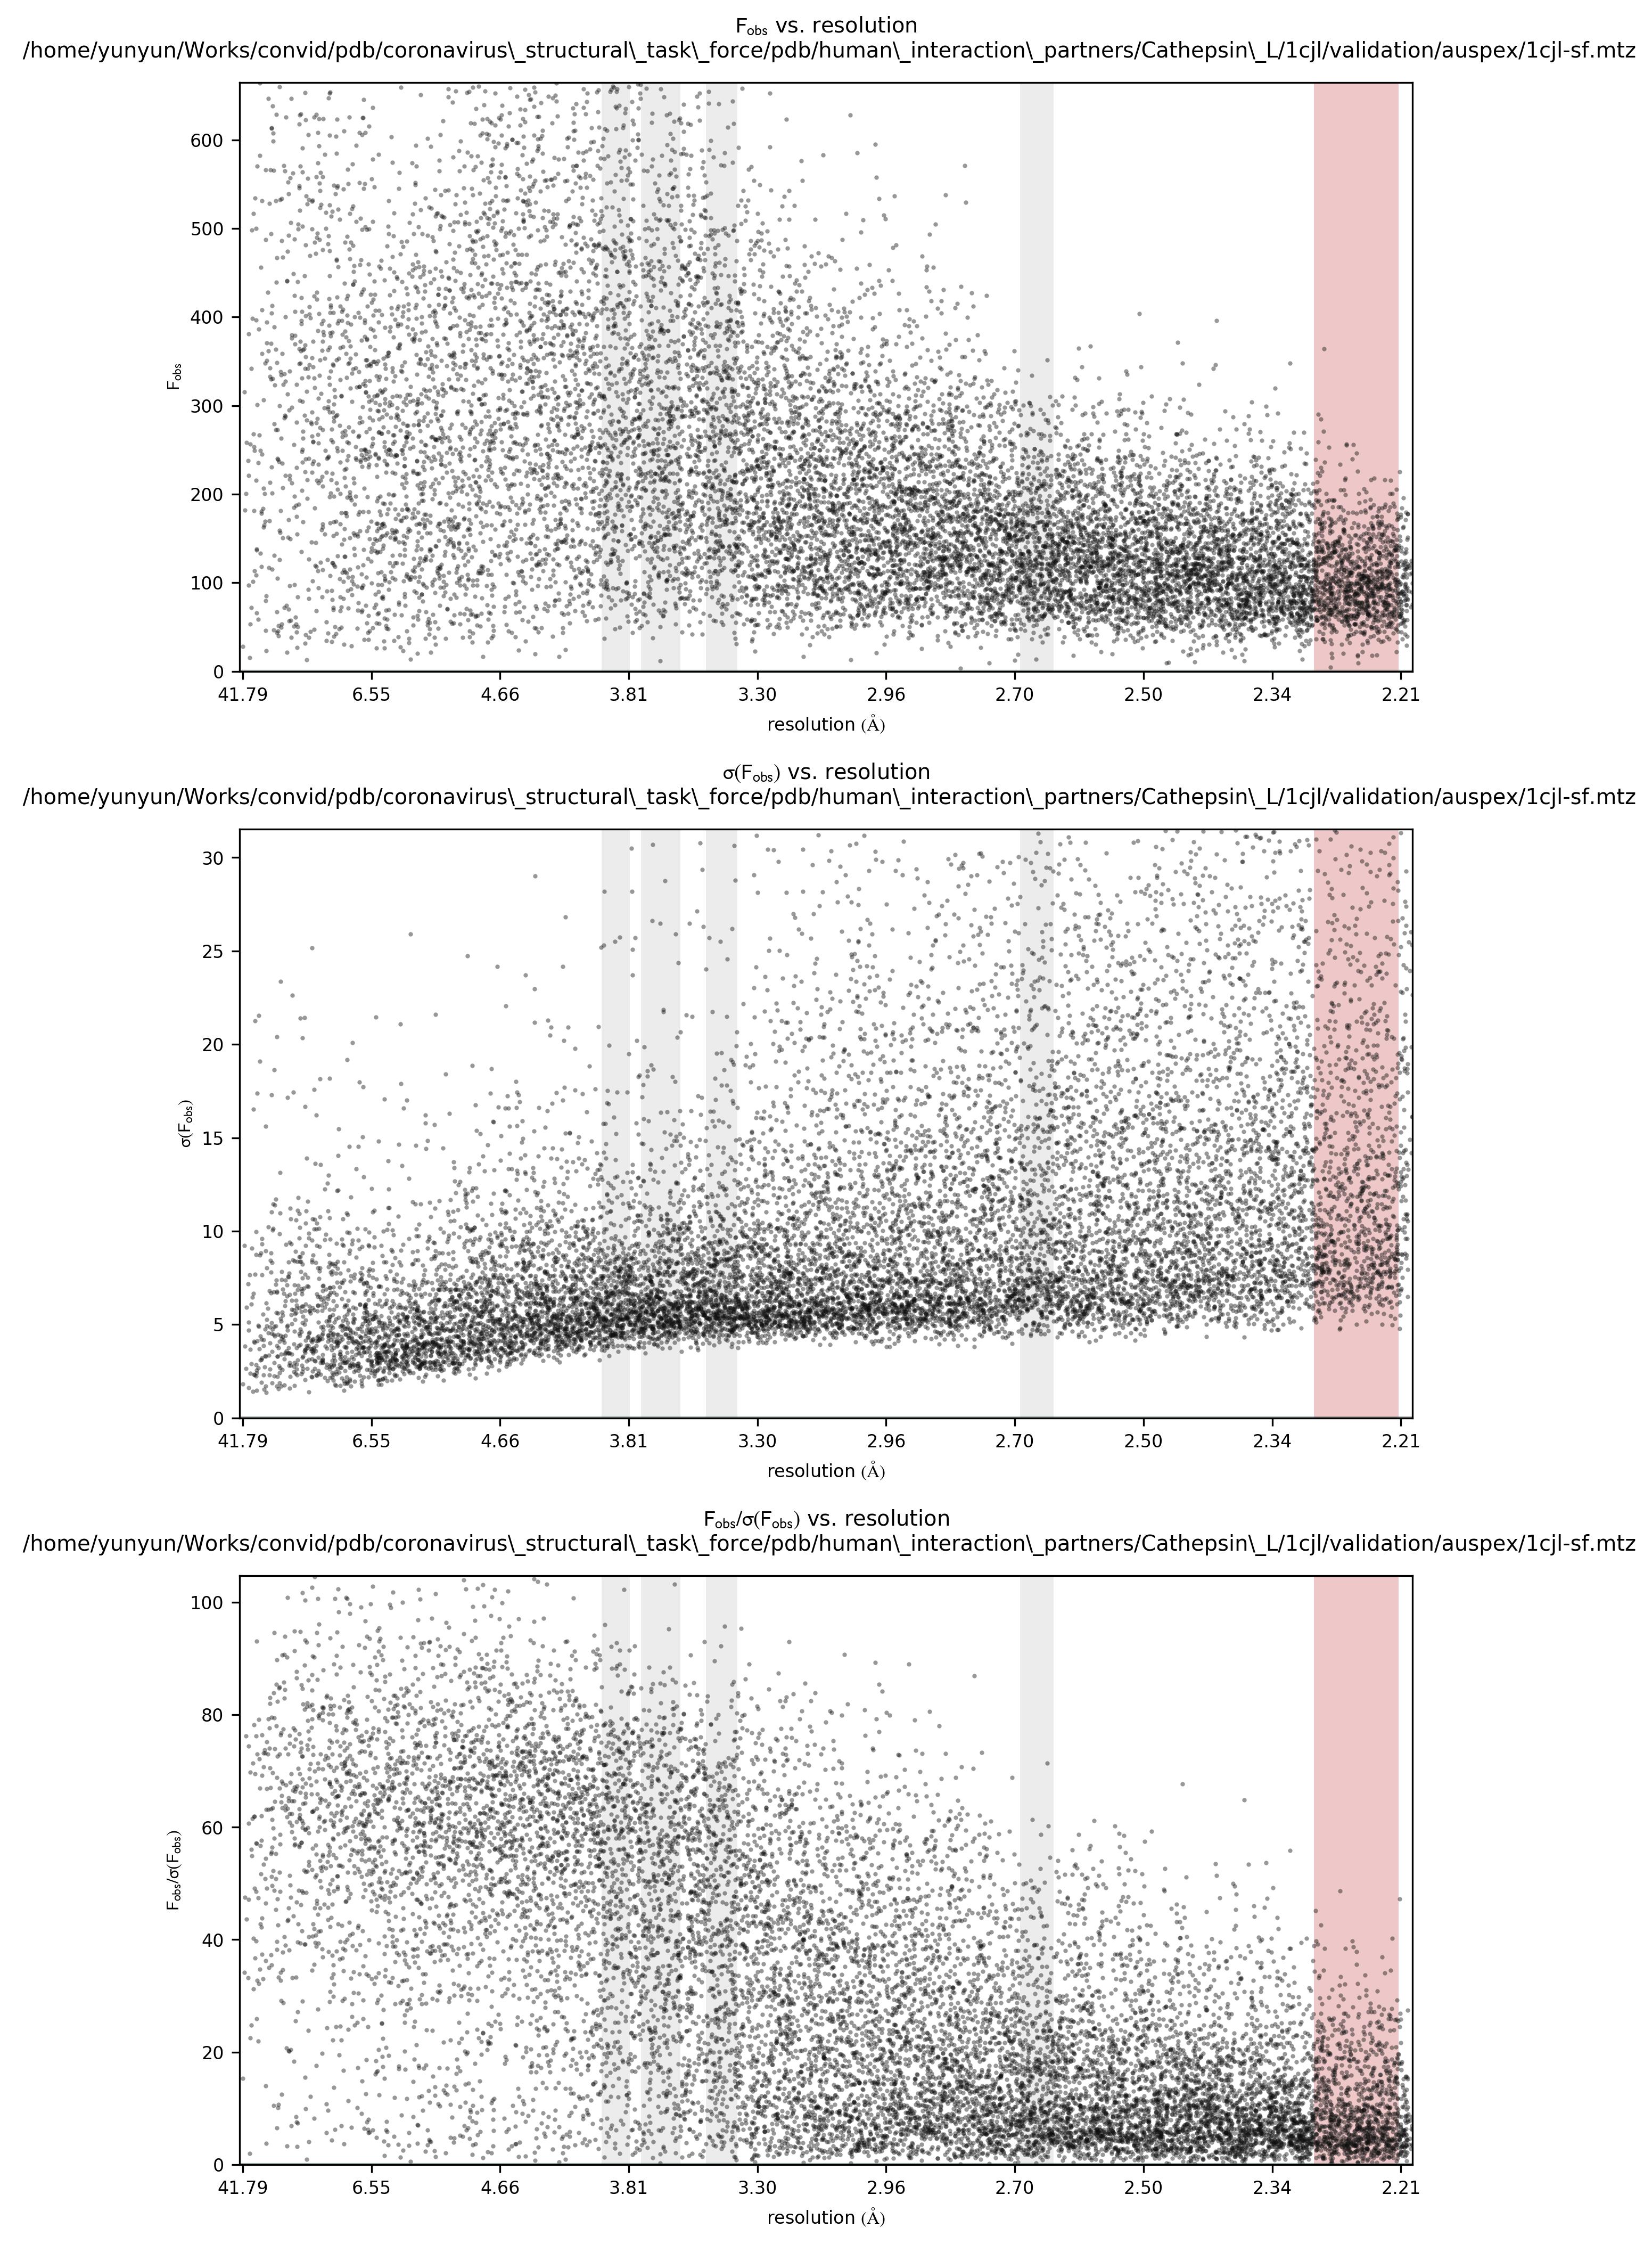 Fobs vs. resolution
/home/yunyun/Works/convid/pdb/coronavirus\_structural\_task\_force/pdb/human\_interaction\_partners/Cathepsin\_L/1cjl/validation/auspex/1cjl-sf.mtz
600
500
400
300
200
100
0
Fobs
41.79 6.55 4.66 3.81 3.30 2.96 2.70 2.50 2.34 2.21
resolution (Å)
σ(Fobs) vs. resolution
/home/yunyun/Works/convid/pdb/coronavirus\_structural\_task\_force/pdb/human\_interaction\_partners/Cathepsin\_L/1cjl/validation/auspex/1cjl-sf.mtz
30
25
20
15
10
5
0
σ(Fobs)
41.79 6.55 4.66 3.81 3.30 2.96 2.70 2.50 2.34 2.21
resolution (Å)
Fobs/σ(Fobs) vs. resolution
/home/yunyun/Works/convid/pdb/coronavirus\_structural\_task\_force/pdb/human\_interaction\_partners/Cathepsin\_L/1cjl/validation/auspex/1cjl-sf.mtz
100
80
60
40
20
0
Fobs/σ(Fobs)
41.79 6.55 4.66 3.81 3.30 2.96 2.70 2.50 2.34 2.21
resolution (Å)